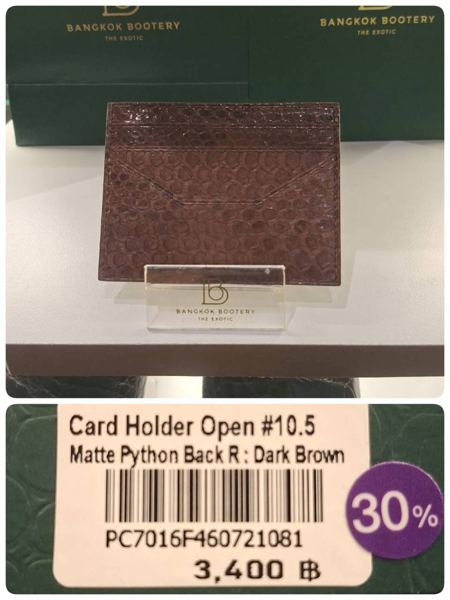 BANGKOK BOOTERY
THE EXOTIC
BANGKOK BOOTERY
THE EXOTIC
BANGKOK BOOTERY
THE EXOTIC
Card Holder Open #10.5
Matte Python Back R : Dark Brown
PC7016F460721081
3,400 ฿
30%